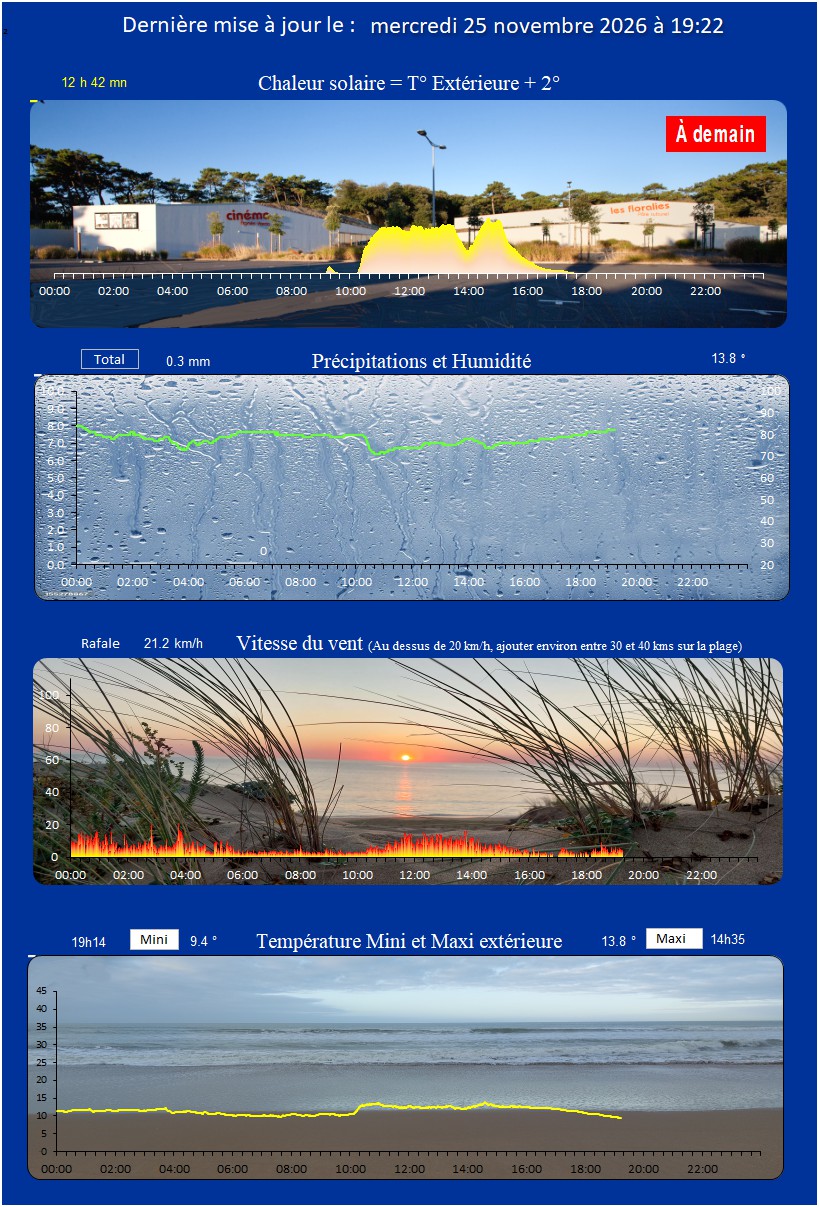 Dernière mise à jour le : mercredi 25 novembre 2026 à 19:22
12 h 42 mn
Chaleur solaire = T° Extérieure + 2°
À demain
les floralies
cinéma
00:00 02:00 04:00 06:00 08:00 10:00 12:00 14:00 16:00 18:00 20:00 22:00
Total 0.3 mm
Précipitations et Humidité
13.8 °
10.0 100
9.0 90
8.0 80
7.0 70
6.0 60
5.0 50
4.0 40
3.0
2.0
1.0 30
0
0.0 20
00:00 02:00 04:00 06:00 08:00 10:00 12:00 14:00 16:00 18:00 20:00 22:00
Rafale 21.2 km/h
Vitesse du vent (Au dessus de 20 km/h, ajouter environ entre 30 et 40 kms sur la plage)
100
80
60
40
20
0
00:00 02:00 04:00 06:00 08:00 10:00 12:00 14:00 16:00 18:00 20:00 22:00
19h14 Mini 9.4 °
Température Mini et Maxi extérieure
13.8 ° Maxi 14h35
45
40
35
30
25
20
15
10
5
0
00:00 02:00 04:00 06:00 08:00 10:00 12:00 14:00 16:00 18:00 20:00 22:00